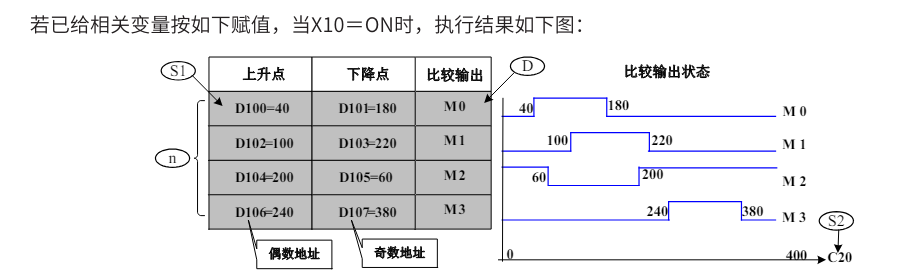 若已给相关变量按如下赋值，当X10＝ON时，执行结果如下图：
S1
上升点 下降点 比较输出
D100=40 D101=180 M0
D102=100 D103=220 M1
D104=200 D105=60 M2
D106=240 D107=380 M3
n
D
偶数地址
奇数地址
比较输出状态
40 180 M 0
100 220 M 1
60 200 M 2
240 380 M 3
S2
0 400 C20